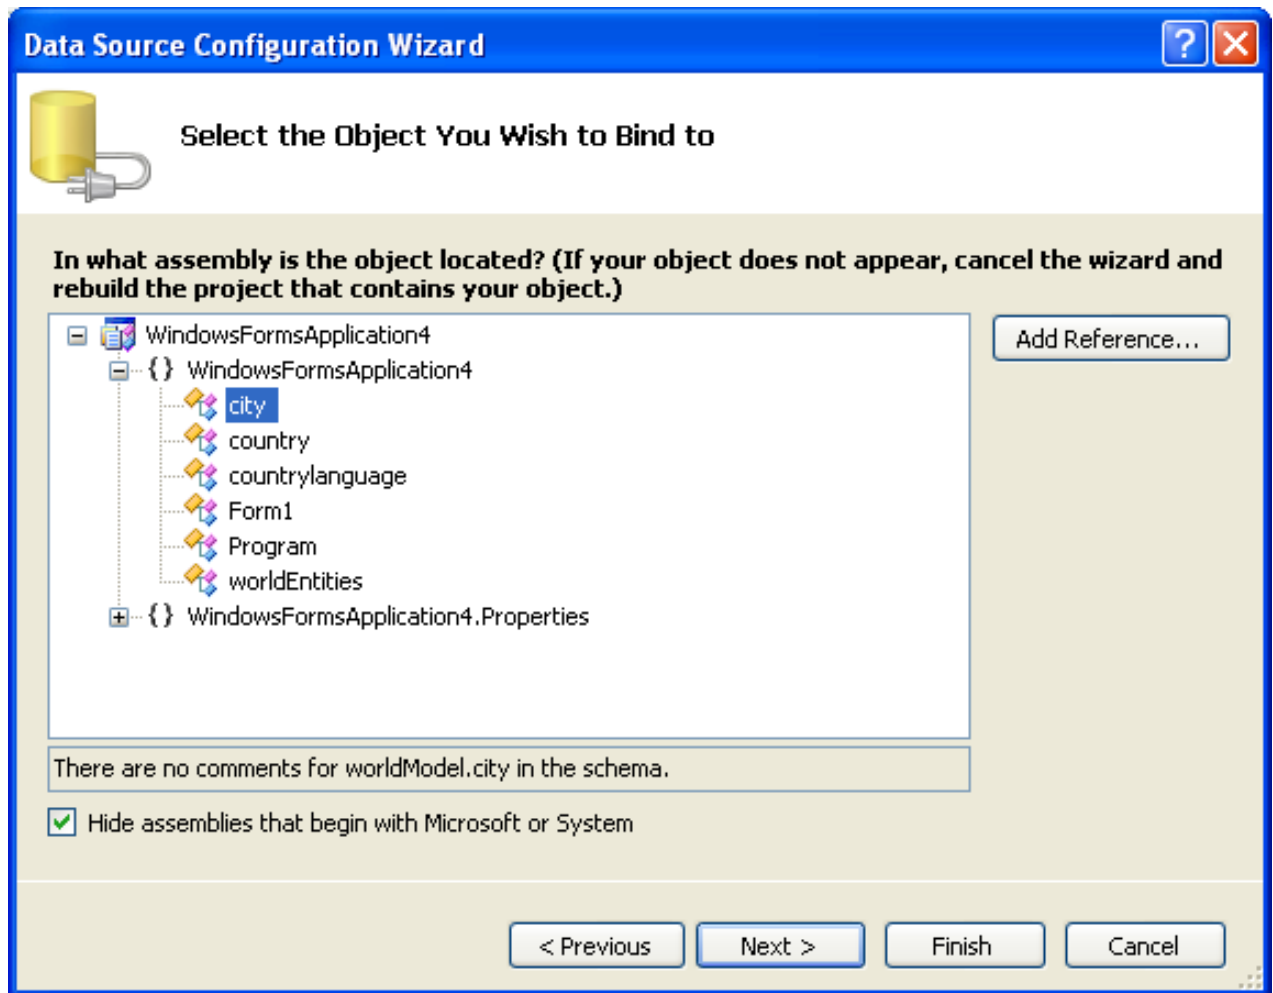 Data Source Configuration Wizard
Select the Object You Wish to Bind to
In what assembly is the object located? (If your object does not appear, cancel the wizard and
rebuild the project that contains your object.)
WindowsFormsApplication4
Add Reference...
{} WindowsFormsApplication4
city
country
countrylanguage
Form1
Program
worldEntities
{} WindowsFormsApplication4.Properties
There are no comments for worldModel.city in the schema.
Hide assemblies that begin with Microsoft or System
< Previous
Next >
Finish
Cancel